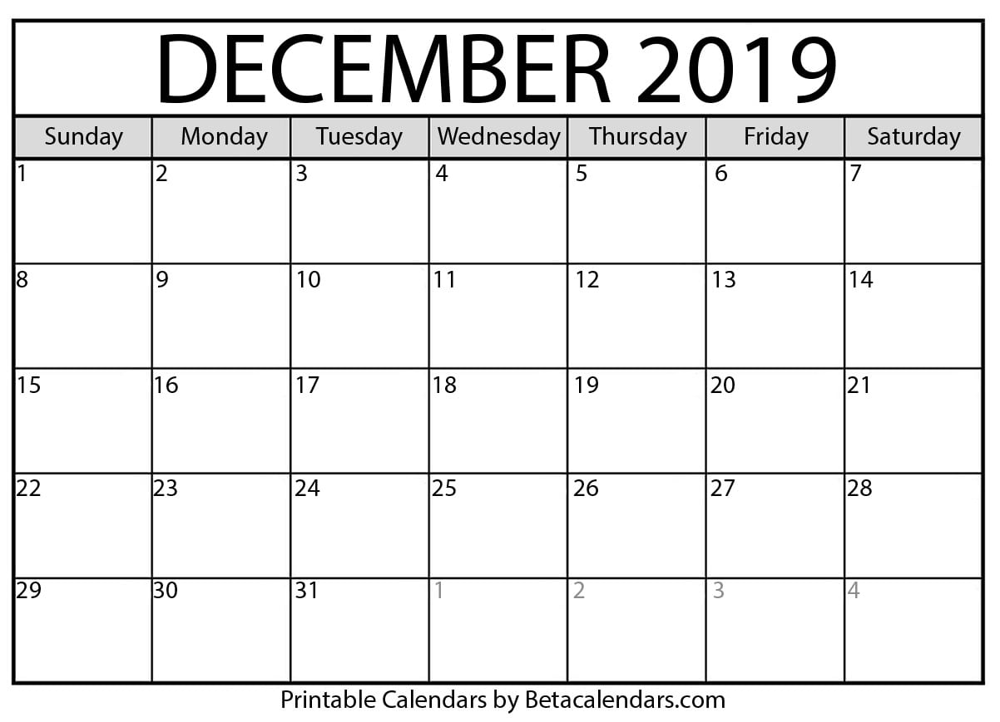 DECEMBER 2019
Sunday Monday Tuesday Wednesday Thursday Friday Saturday
1 2 3 4 5 6 7
8 9 10 11 12 13 14
15 16 17 18 19 20 21
22 23 24 25 26 27 28
29 30 31 1 2 3 4
Printable Calendars by Betacalendars.com